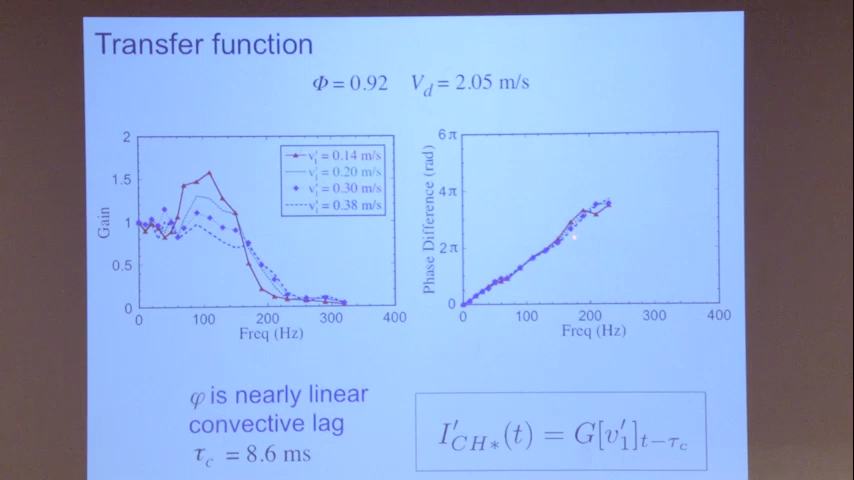 Transfer function
Φ = 0.92 V_d = 2.05 m/s
2
1.5
1
0.5
0
0
100
200
300
400
Gain
Freq (Hz)
v'₁ = 0.14 m/s
v'₁ = 0.20 m/s
v'₁ = 0.30 m/s
v'₁ = 0.38 m/s
6π
4π
2π
0
0
100
200
300
400
Phase Difference (rad)
Freq (Hz)
φ is nearly linear
convective lag
τ_c = 8.6 ms
I'_{CH*}(t) = G[v'_1]_{t−τ_c}